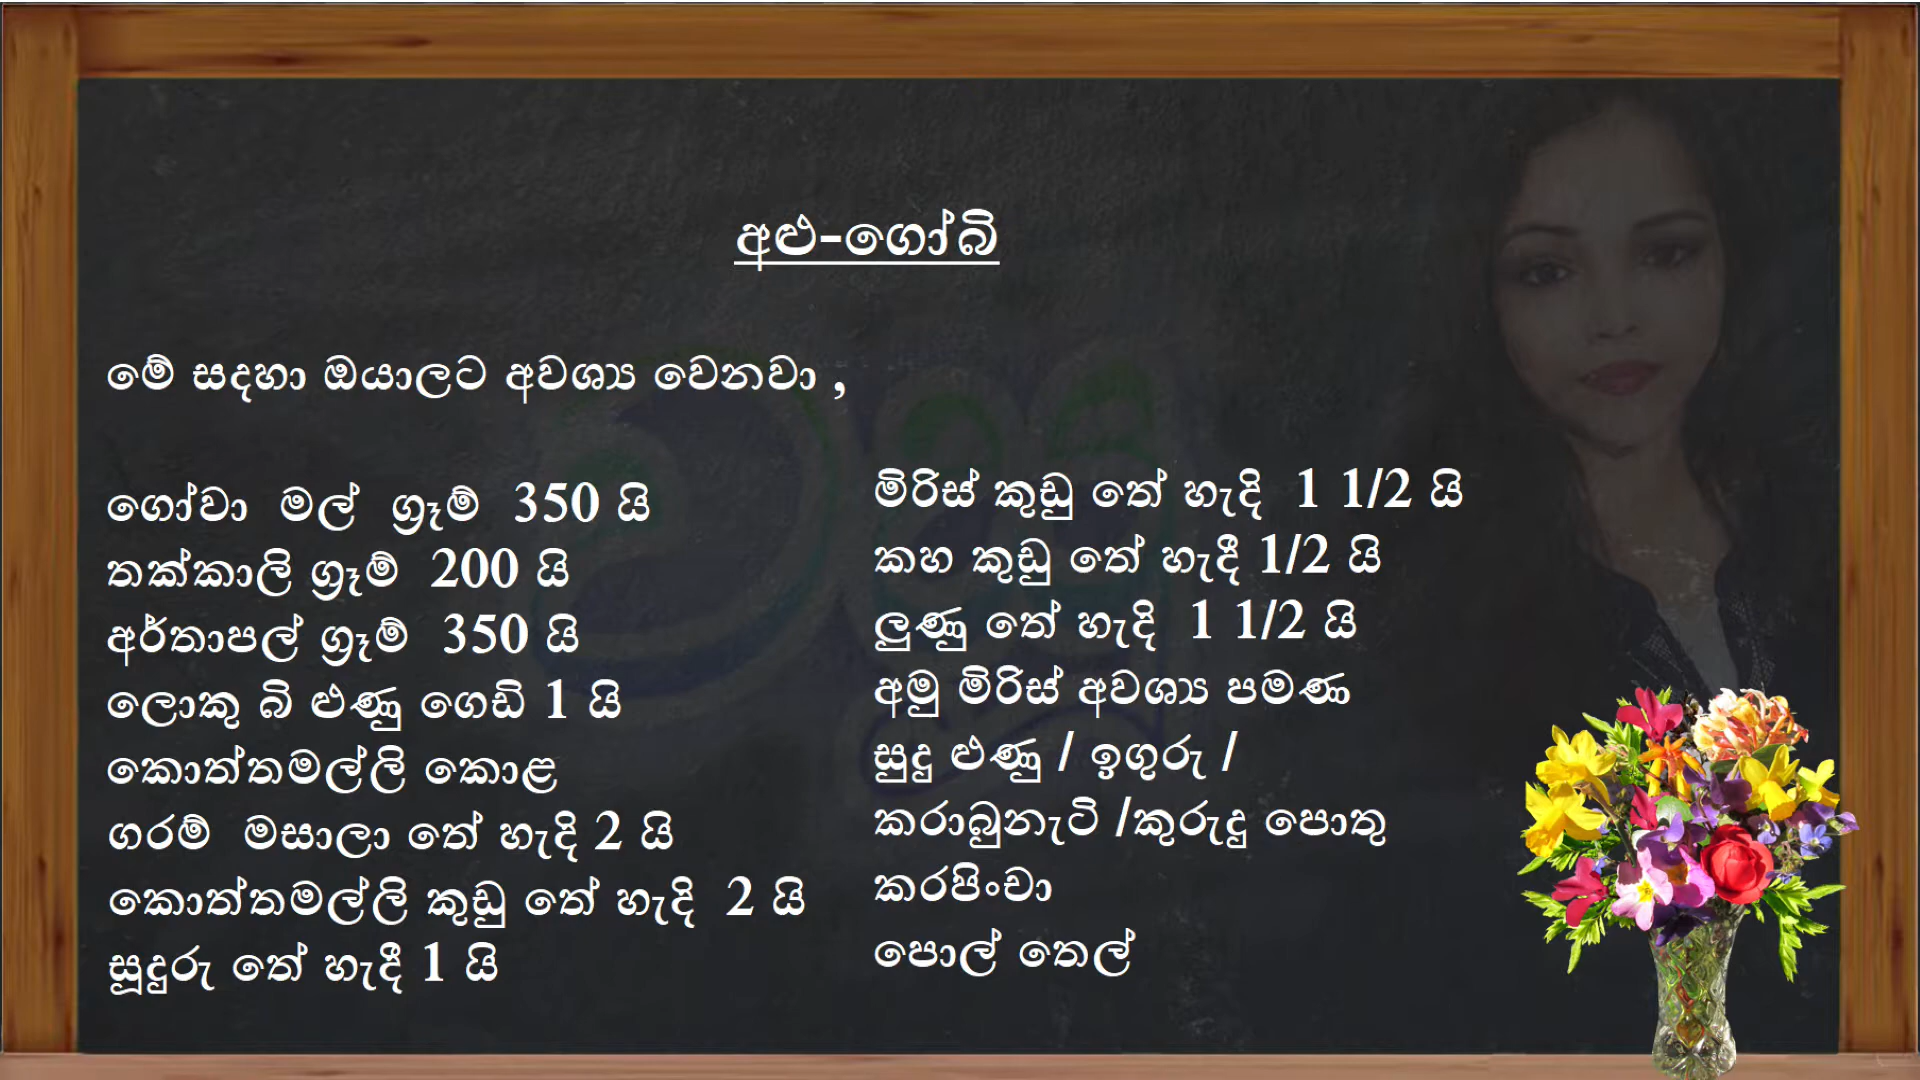 අළු-ගෝබි
මේ සදහා ඔයාලට අවශ්‍ය වෙනවා ,
ගෝවා මල් ග්‍රෑම් 350 යි
තක්කාලි ග්‍රෑම් 200 යි
අර්තාපල් ග්‍රෑම් 350 යි
ලොකු බි ළුණු ගෙඩි 1 යි
කොත්තමල්ලි කොළ
ගරම් මසාලා තේ හැදි 2 යි
කොත්තමල්ලි කුඩු තේ හැදි 2 යි
සූදුරු තේ හැදී 1 යි
මිරිස් කුඩු තේ හැදි 1 1/2 යි
කහ කුඩු තේ හැදී 1/2 යි
ලුණු තේ හැදි 1 1/2 යි
අමු මිරිස් අවශ්‍ය පමණ
සුදු ළුණු / ඉගුරු /
කරාබුනැටි /කුරුදු පොතු
කරපිංචා
පොල් තෙල්